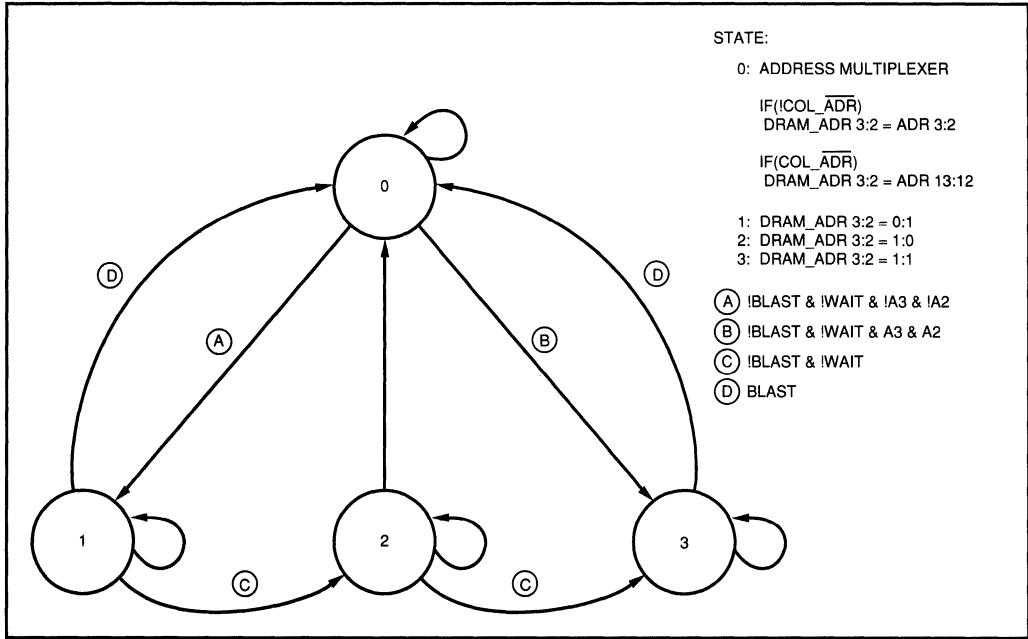 STATE:
0: ADDRESS MULTIPLEXER
IF(!COL_ADR)
DRAM_ADR 3:2 = ADR 3:2
IF(COL_ADR)
DRAM_ADR 3:2 = ADR 13:12
1: DRAM_ADR 3:2 = 0:1
2: DRAM_ADR 3:2 = 1:0
3: DRAM_ADR 3:2 = 1:1
A !BLAST & !WAIT & !A3 & !A2
B !BLAST & !WAIT & A3 & A2
C !BLAST & !WAIT
D BLAST
0
D
D
A
B
1
2
3
C
C